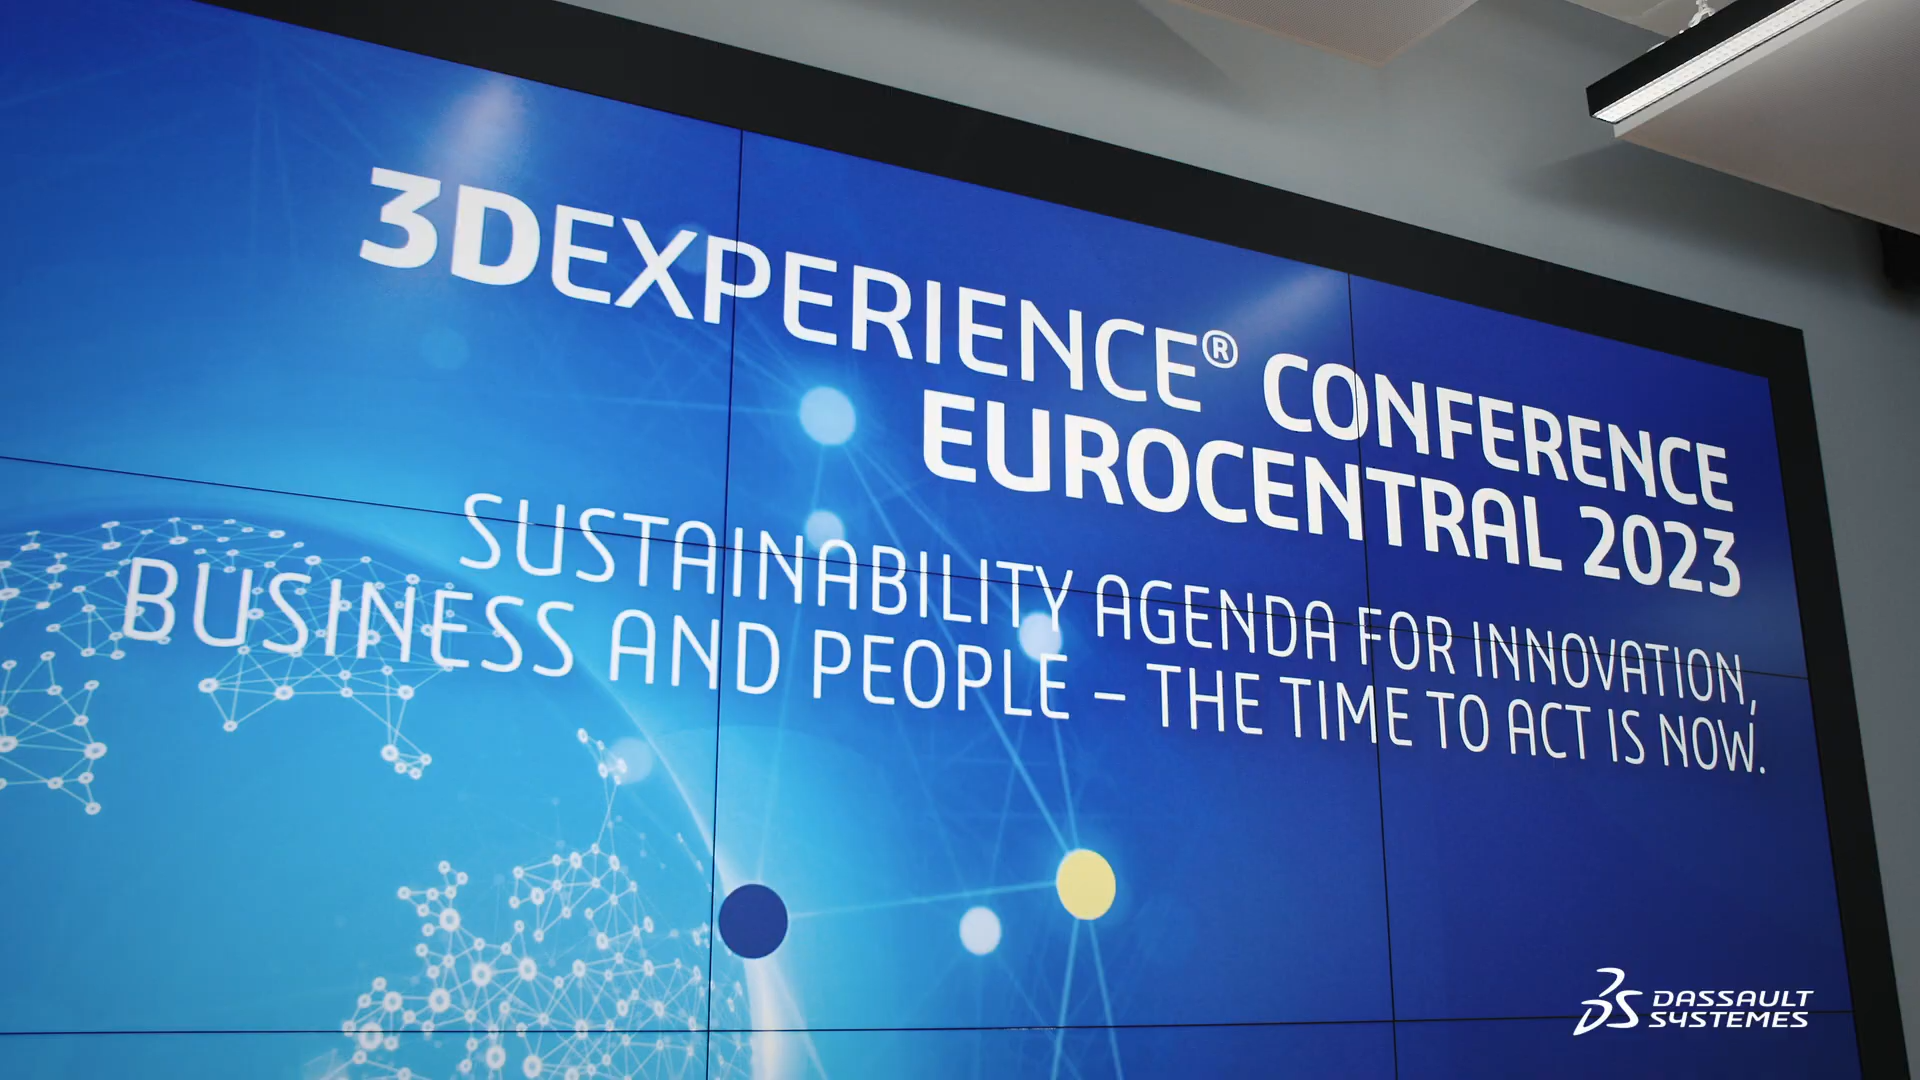 3DEXPERIENCE® CONFERENCE
EUROCENTRAL 2023
SUSTAINABILITY AGENDA FOR INNOVATION,
BUSINESS AND PEOPLE – THE TIME TO ACT IS NOW.
DASSAULT
SYSTEMES